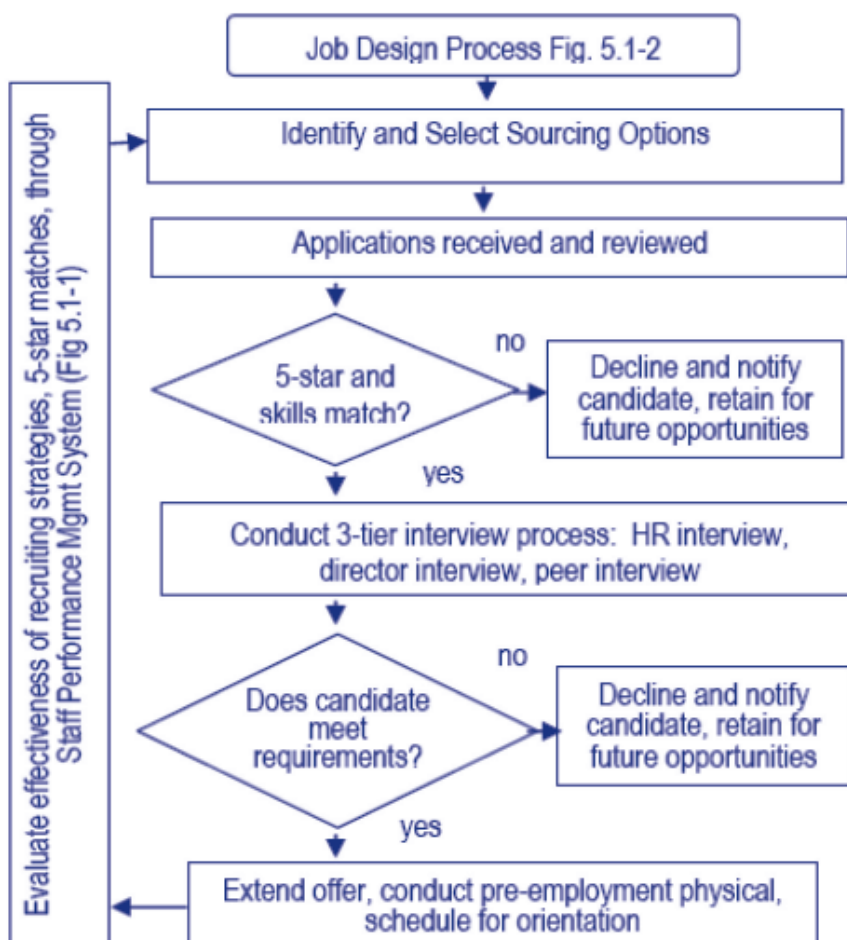 Job Design Process Fig. 5.1-2
Evaluate effectiveness of recruiting strategies, 5-star matches, through
Staff Performance Mgmt System (Fig 5.1-1)
Identify and Select Sourcing Options
Applications received and reviewed
5-star and
skills match?
no
Decline and notify
candidate, retain for
future opportunities
yes
Conduct 3-tier interview process: HR interview,
director interview, peer interview
Does candidate
meet
requirements?
no
Decline and notify
candidate, retain for
future opportunities
yes
Extend offer, conduct pre-employment physical,
schedule for orientation